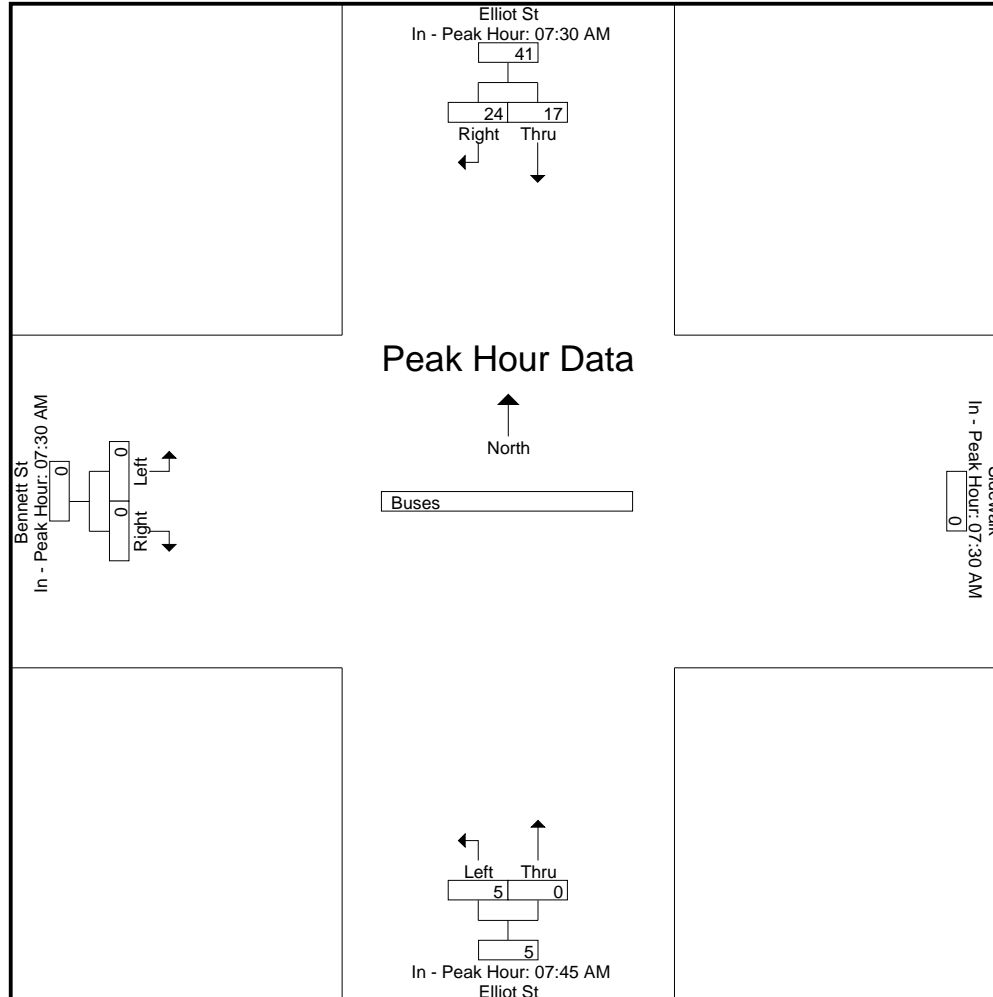 Elliot St
In - Peak Hour: 07:30 AM
41
24 17
Right Thru
Peak Hour Data
North
Buses
Bennett St
In - Peak Hour: 07:30 AM
0
0
Left
0
Right
In - Peak Hour: 07:30 AM
0
Left Thru
5 0
5
In - Peak Hour: 07:45 AM
Elliot St